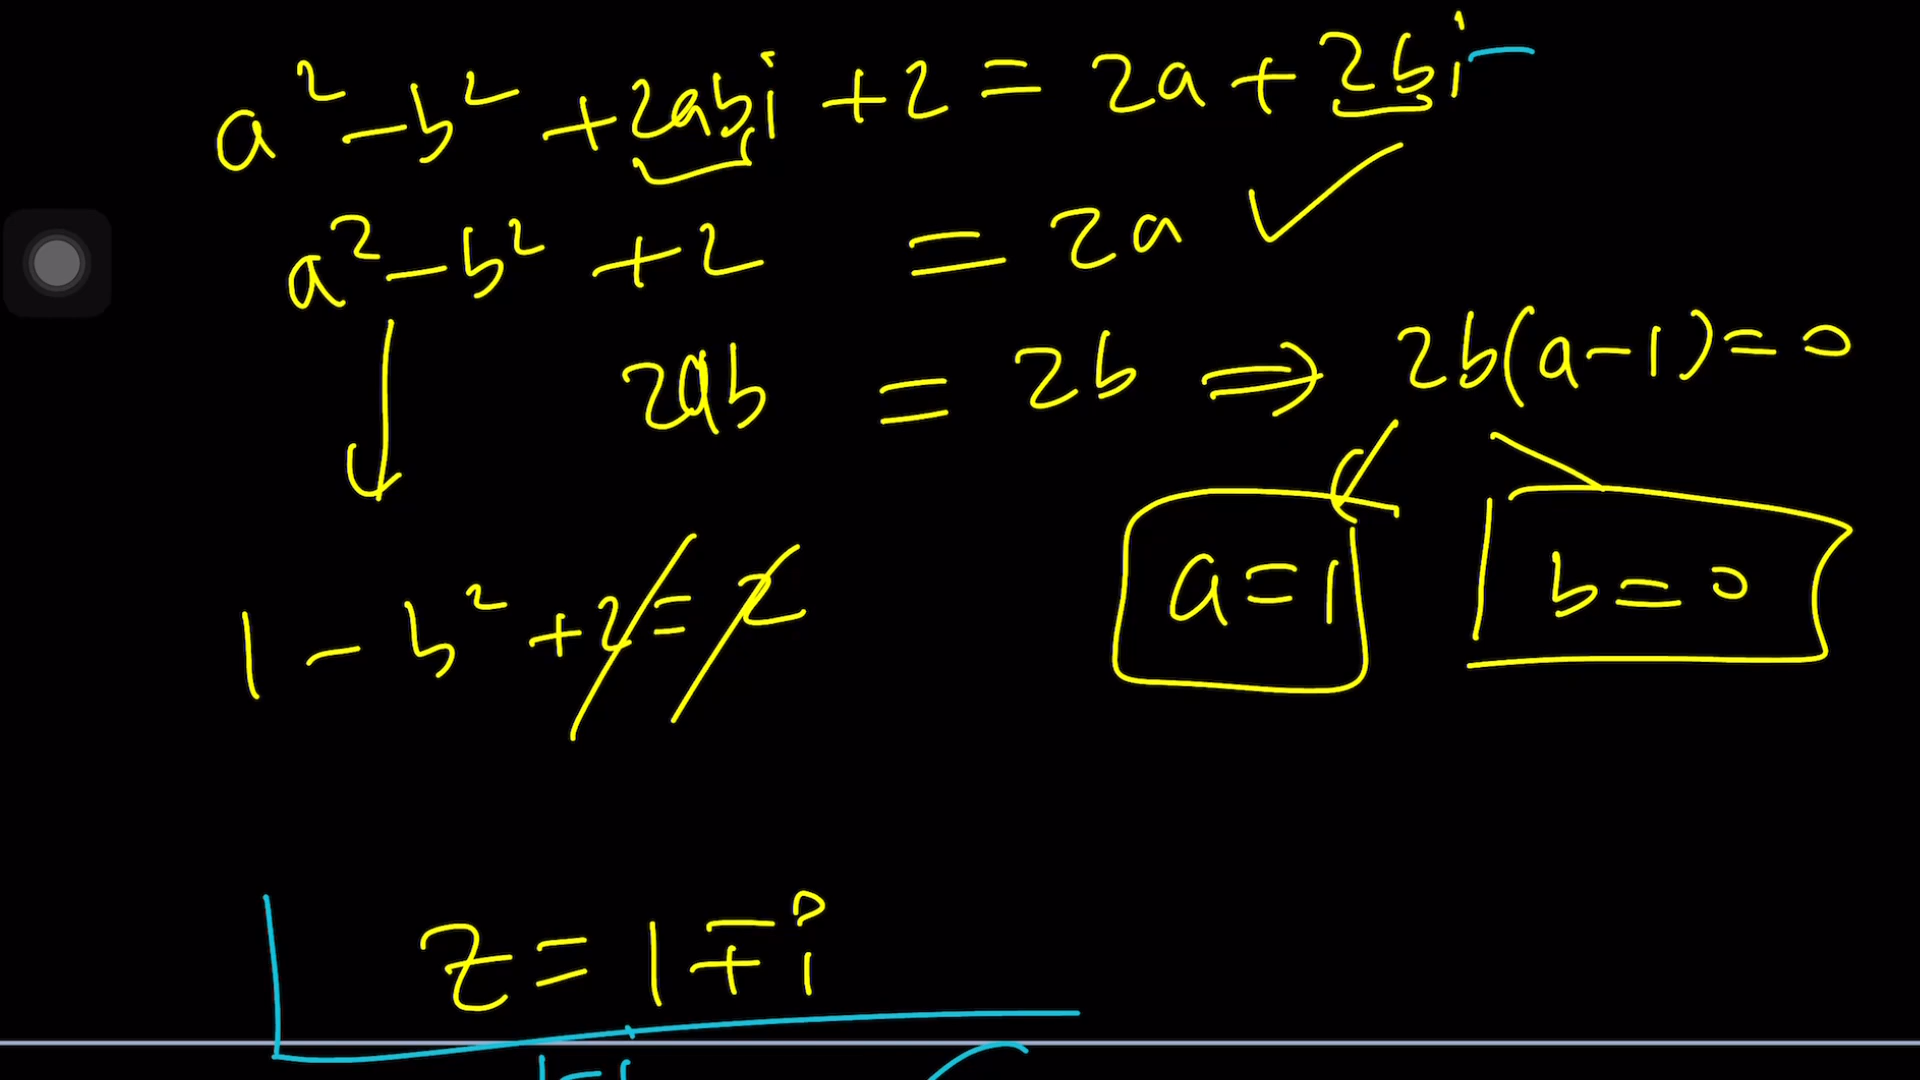 a² - b² + 2abi + 2 = 2a + 2bi
a² - b² + 2 = 2a
2ab = 2b ⇒ 2b(a-1) = 0
a = 1
b = 0
1 - b² + 2 = 2
z = 1 ∓ i